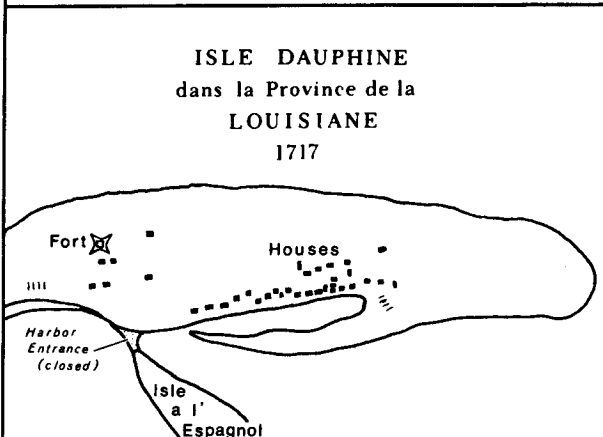 ISLE DAUPHINE
dans la Province de la
LOUISIANE
1717
Fort
Houses
Harbor
Entrance
(closed)
Isle
a l'
Espagnol